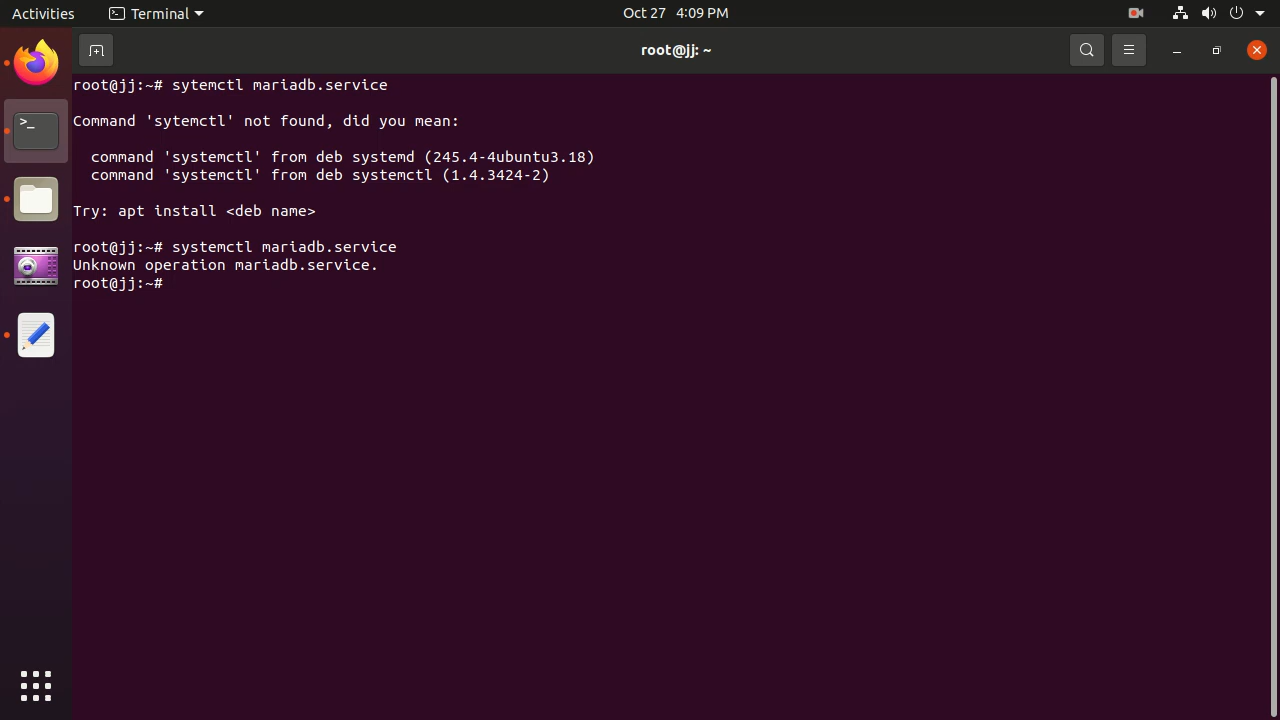 Activities Terminal Oct 27 4:09 PM
root@jj: ~
root@jj:~# sytemctl mariadb.service
Command 'sytemctl' not found, did you mean:
command 'systemctl' from deb systemd (245.4-4ubuntu3.18)
command 'systemctl' from deb systemctl (1.4.3424-2)
Try: apt install <deb name>
root@jj:~# systemctl mariadb.service
Unknown operation mariadb.service.
root@jj:~#